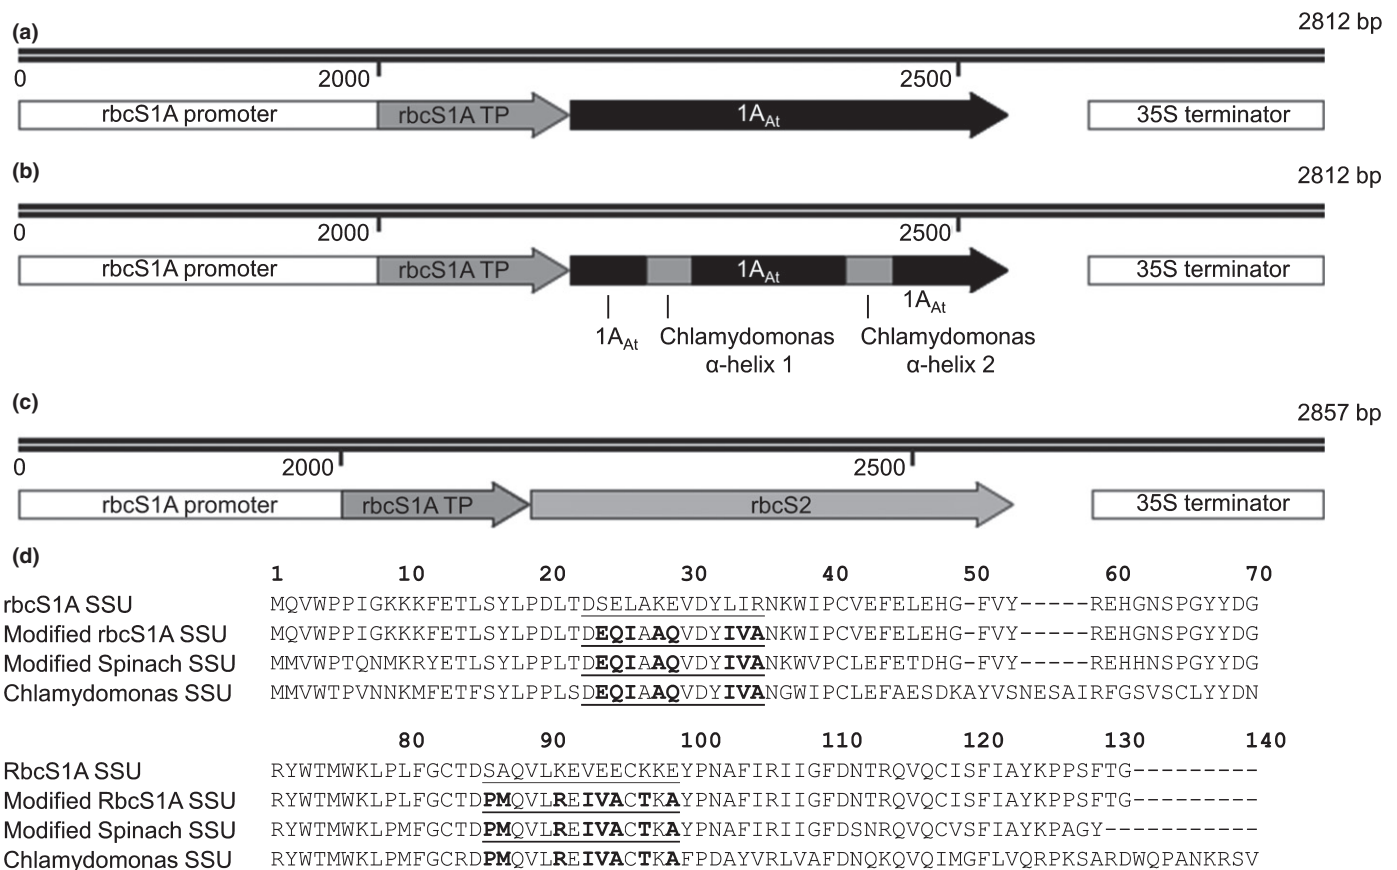 (a)
2812 bp
0 2000 2500
rbcS1A promoter rbcS1A TP 1AAt 35S terminator
(b)
2812 bp
0 2000 2500
rbcS1A promoter rbcS1A TP 1AAt 35S terminator
1AAt
1AAt Chlamydomonas α-helix 1 Chlamydomonas α-helix 2
(c)
2857 bp
0 2000 2500
rbcS1A promoter rbcS1A TP rbcS2 35S terminator
(d)
1 10 20 30 40 50 60 70
rbcS1A SSU MQVWPPIGKKKFETLSYLPDLTDSELAKEVDYLIRNKWIPCVEFELEHG-FVY-----REHGNSPGYYDG
Modified rbcS1A SSU MQVWPPIGKKKFETLSYLPDLTDEQIAAQVDYIVANKWIPCVEFELEHG-FVY-----REHGNSPGYYDG
Modified Spinach SSU MMVWPTQNMKRYETLSYLPPLTDEQIAAQVDYIVANKWVPCLEFETDHG-FVY-----REHHNSPGYYDG
Chlamydomonas SSU MMVWTPVNNKMFETFSYLPPLSDEQIAAQVDYIVANGWIPCLEFAESDKAYVSNESAIRFGSVSCLYYDN
80 90 100 110 120 130 140
RbcS1A SSU RYWTMWKLPLFGCTDSAQVLKEVEECKKEYPNAFIRIIGFDNTRQVQCISFIAYKPPSFTG---------
Modified RbcS1A SSU RYWTMWKLPLFGCTDPMQVLREIVACTKAYPNAFIRIIGFDNTRQVQCISFIAYKPPSFTG---------
Modified Spinach SSU RYWTMWKLPMFGCTDPMQVLREIVACTKAYPNAFIRIIGFDSNRQVQCVSFIAYKPAGY-----------
Chlamydomonas SSU RYWTMWKLPMFGCRDPMQVLREIVACTKAFPDAYVRLVAFDNQKQVQIMGFLVQRPKSARDWQPANKRSV